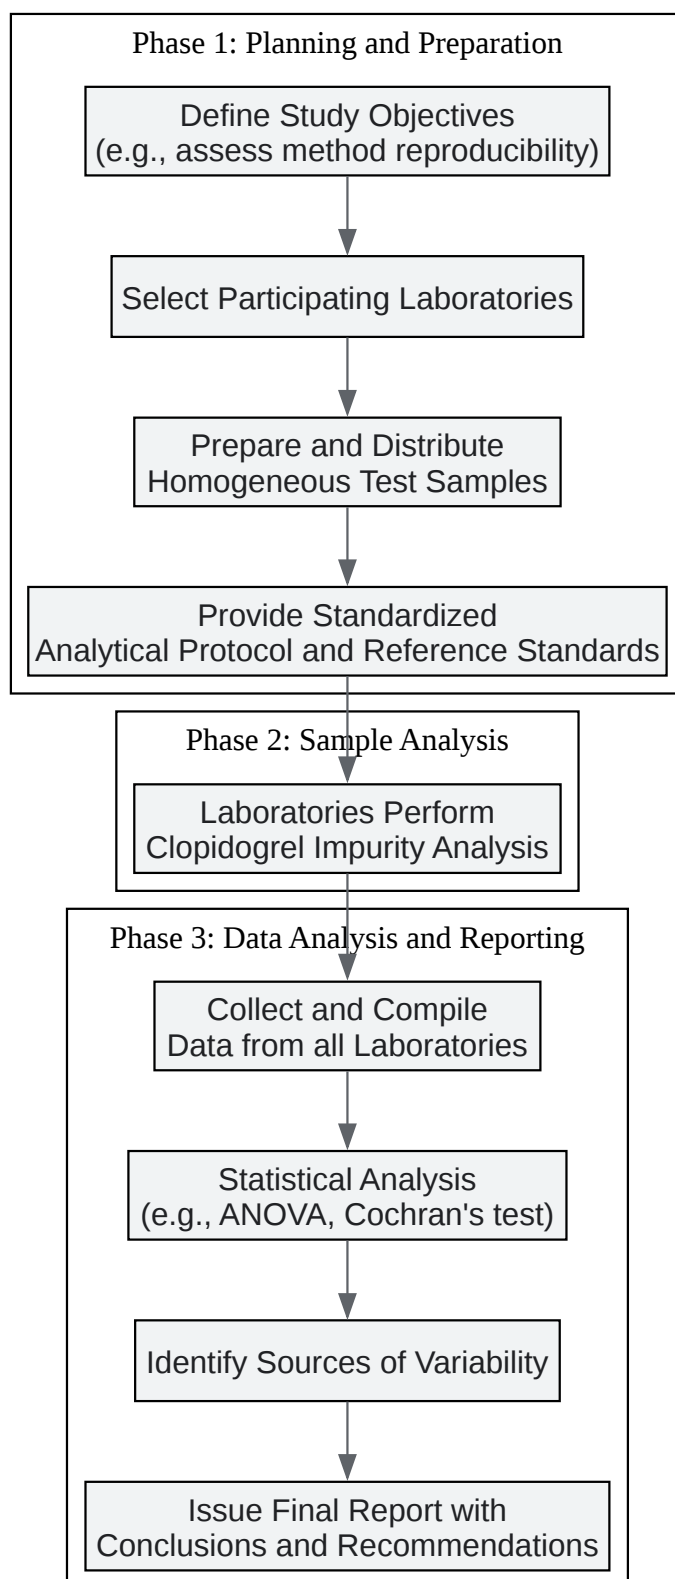 Phase 1: Planning and Preparation
Define Study Objectives
(e.g., assess method reproducibility)
Select Participating Laboratories
Prepare and Distribute
Homogeneous Test Samples
Provide Standardized
Analytical Protocol and Reference Standards
Phase 2: Sample Analysis
Laboratories Perform
Clopidogrel Impurity Analysis
Phase 3: Data Analysis and Reporting
Collect and Compile
Data from all Laboratories
Statistical Analysis
(e.g., ANOVA, Cochran's test)
Identify Sources of Variability
Issue Final Report with
Conclusions and Recommendations